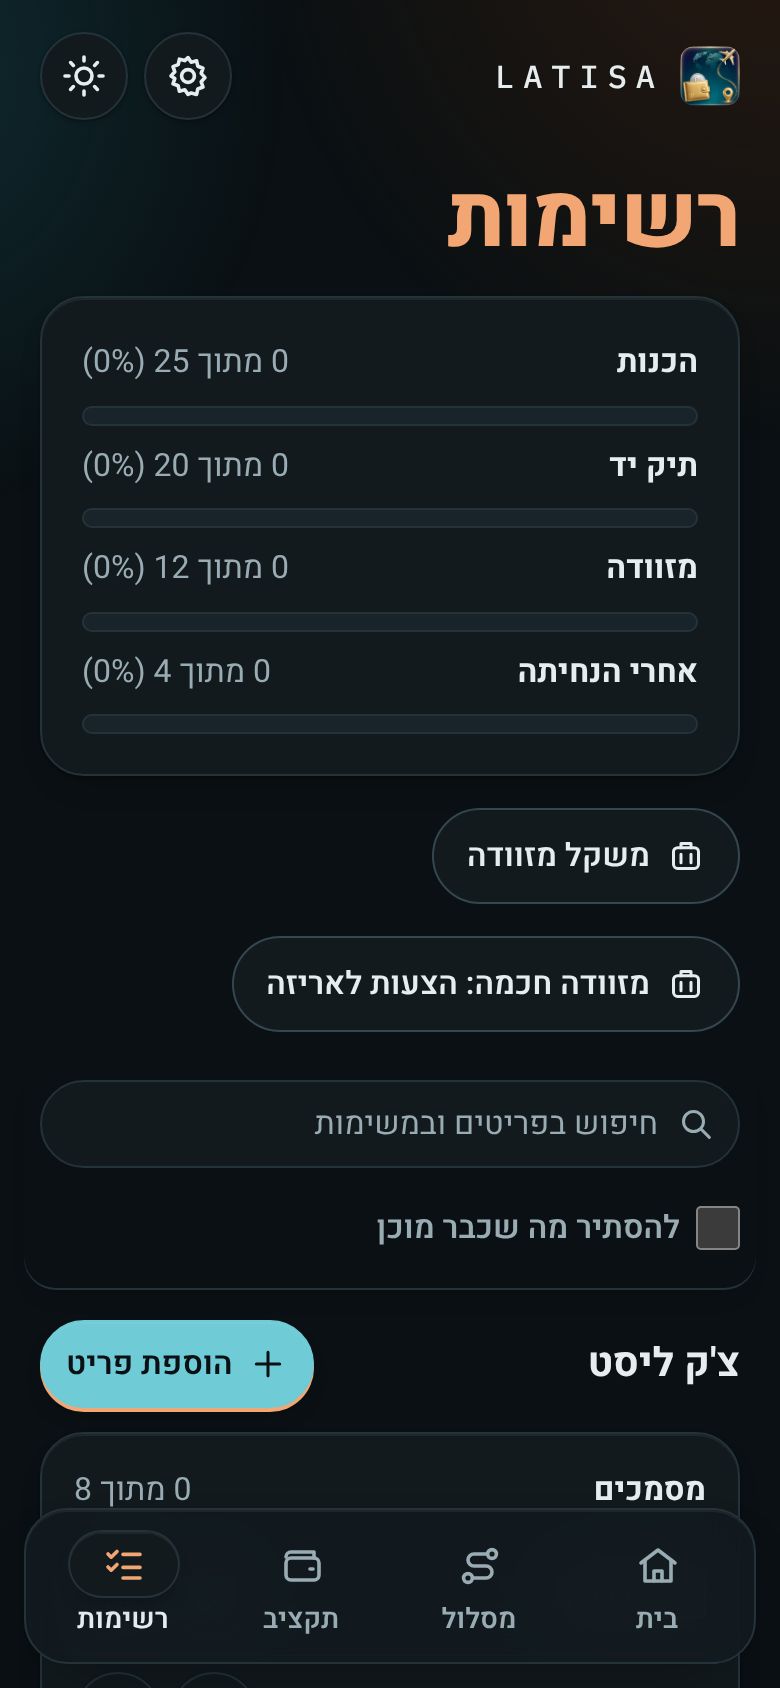 LATISA
רשימות
הכנות 0 מתוך 25 (0%)
תיק יד 0 מתוך 20 (0%)
מזוודה 0 מתוך 12 (0%)
אחרי הנחיתה 0 מתוך 4 (0%)
משקל מזוודה
מזוודה חכמה: הצעות לאריזה
חיפוש בפריטים ובמשימות
להסתיר מה שכבר מוכן
צ'ק ליסט
הוספת פריט
מסמכים 0 מתוך 8
בית מסלול תקציב רשימות